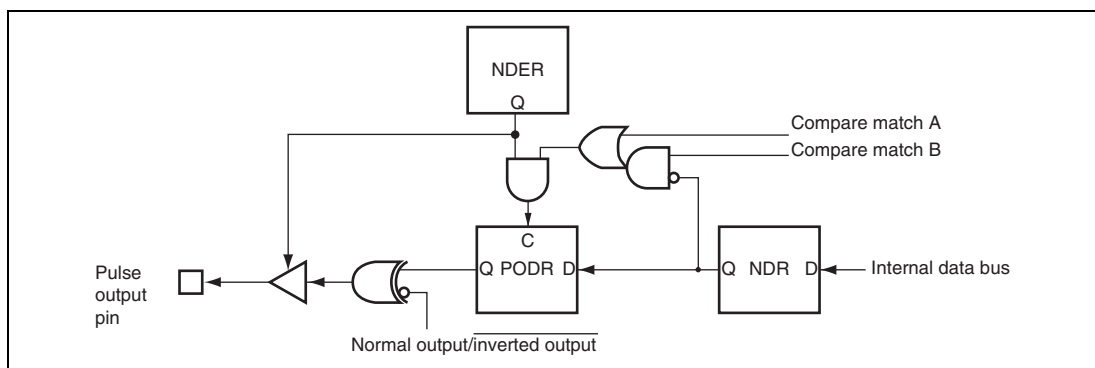 NDER
Q
Compare match A
Compare match B
C
Q PODR D
Q NDR D
Internal data bus
Pulse
output
pin
Normal output/inverted output